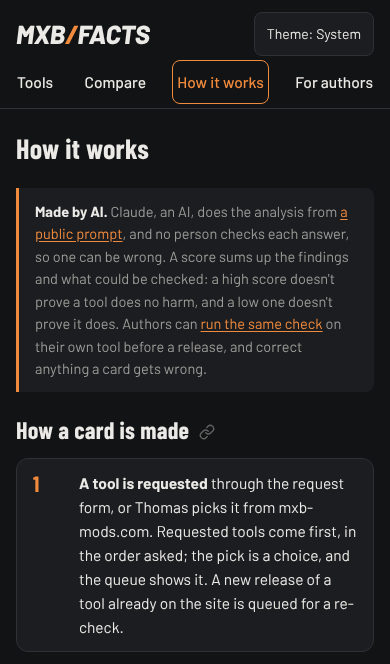 MXB/FACTS
Theme: System
Tools
Compare
How it works
For authors
How it works
Made by AI. Claude, an AI, does the analysis from a
public prompt, and no person checks each answer,
so one can be wrong. A score sums up the findings
and what could be checked: a high score doesn't
prove a tool does no harm, and a low one doesn't
prove it does. Authors can run the same check on
their own tool before a release, and correct
anything a card gets wrong.
How a card is made
1
A tool is requested through the request
form, or Thomas picks it from mxb-
mods.com. Requested tools come first, in
the order asked; the pick is a choice, and
the queue shows it. A new release of a
tool already on the site is queued for a re-
check.